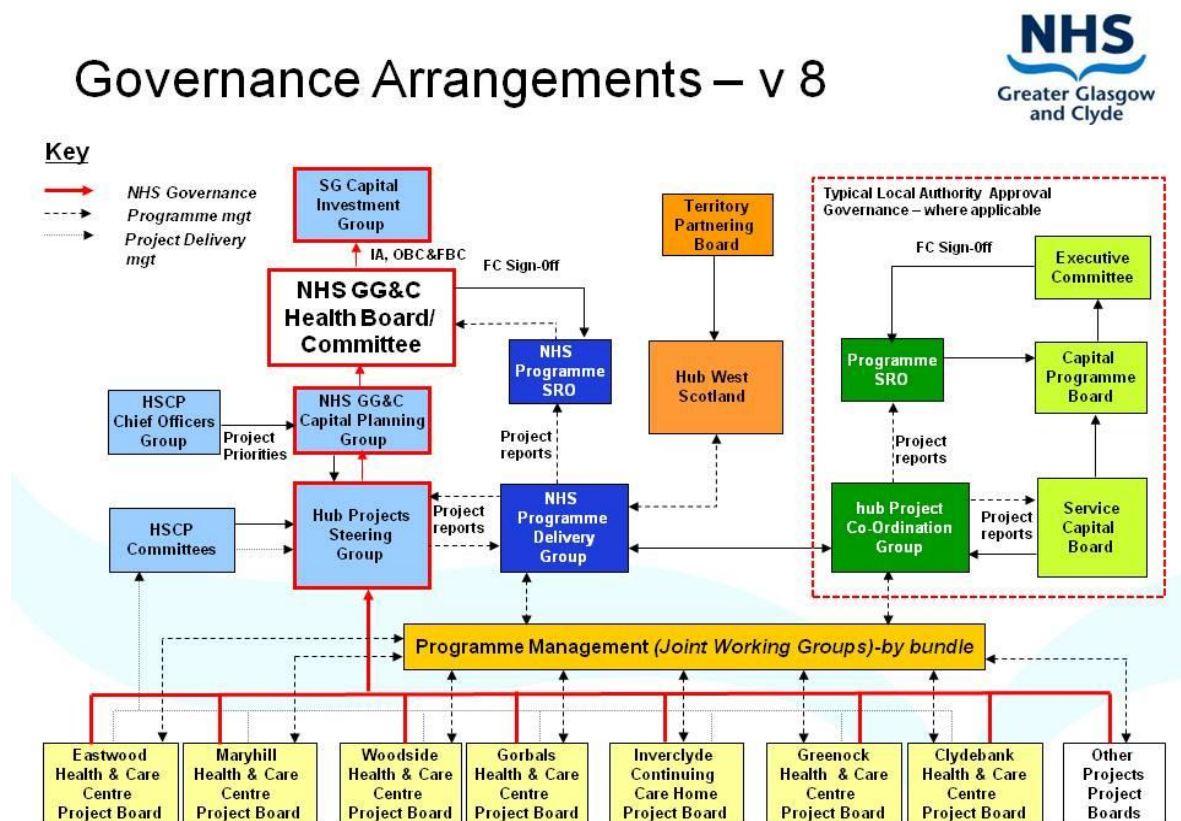 NHS
Greater Glasgow
and Clyde
Governance Arrangements – v 8
Key
NHS Governance
Programme mgt
Project Delivery
mgt
SG Capital
Investment
Group
IA, OBC &FBC
FC Sign-Off
NHS GG&C
Health Board/
Committee
NHS
Programme
SRO
Territory
Partnering
Board
Hub West
Scotland
Typical Local Authority Approval
Governance – where applicable
FC Sign-Off
Executive
Committee
Programme
SRO
Capital
Programme
Board
HSCP
Chief Officers
Group
Project
Priorities
NHS GG&C
Capital Planning
Group
Project
reports
Project
reports
HSCP
Committees
Hub Projects
Steering
Group
Project
reports
NHS
Programme
Delivery
Group
hub Project
Co-Ordination
Group
Project
reports
Service
Capital
Board
Programme Management (Joint Working Groups)-by bundle
Eastwood
Health & Care
Centre
Project Board
Maryhill
Health & Care
Centre
Project Board
Woodside
Health & Care
Centre
Project Board
Gorbals
Health & Care
Centre
Project Board
Inverclyde
Continuing
Care Home
Project Board
Greenock
Health & Care
Centre
Project Board
Clydebank
Health & Care
Centre
Project Board
Other
Projects
Project
Boards